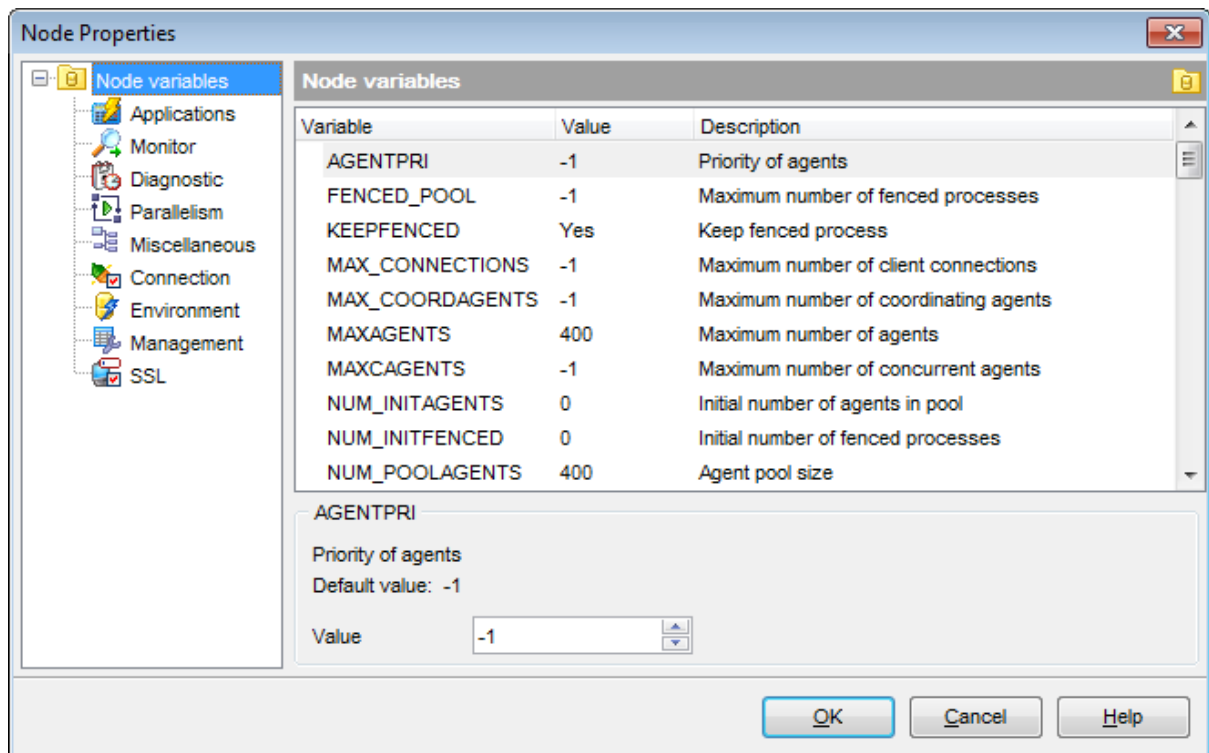 Node Properties
Node variables
Applications
Monitor
Diagnostic
Parallelism
Miscellaneous
Connection
Environment
Management
SSL
Node variables
Variable Value Description
AGENTPRI -1 Priority of agents
FENCED_POOL -1 Maximum number of fenced processes
KEEPFENCED Yes Keep fenced process
MAX_CONNECTIONS -1 Maximum number of client connections
MAX_COORDAGENTS -1 Maximum number of coordinating agents
MAXAGENTS 400 Maximum number of agents
MAXCAGENTS -1 Maximum number of concurrent agents
NUM_INITAGENTS 0 Initial number of agents in pool
NUM_INITFENCED 0 Initial number of fenced processes
NUM_POOLAGENTS 400 Agent pool size
AGENTPRI
Priority of agents
Default value: -1
Value -1
OK Cancel Help